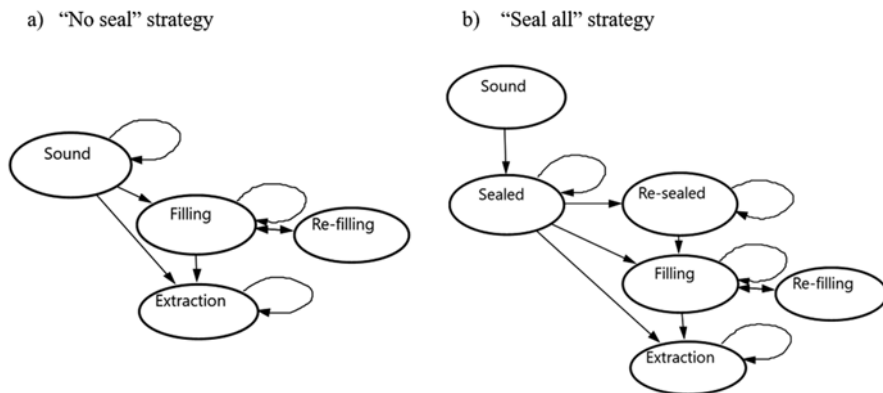 a) “No seal” strategy
Sound
Filling
Re-filling
Extraction
b) “Seal all” strategy
Sound
Sealed
Re-sealed
Filling
Re-filling
Extraction